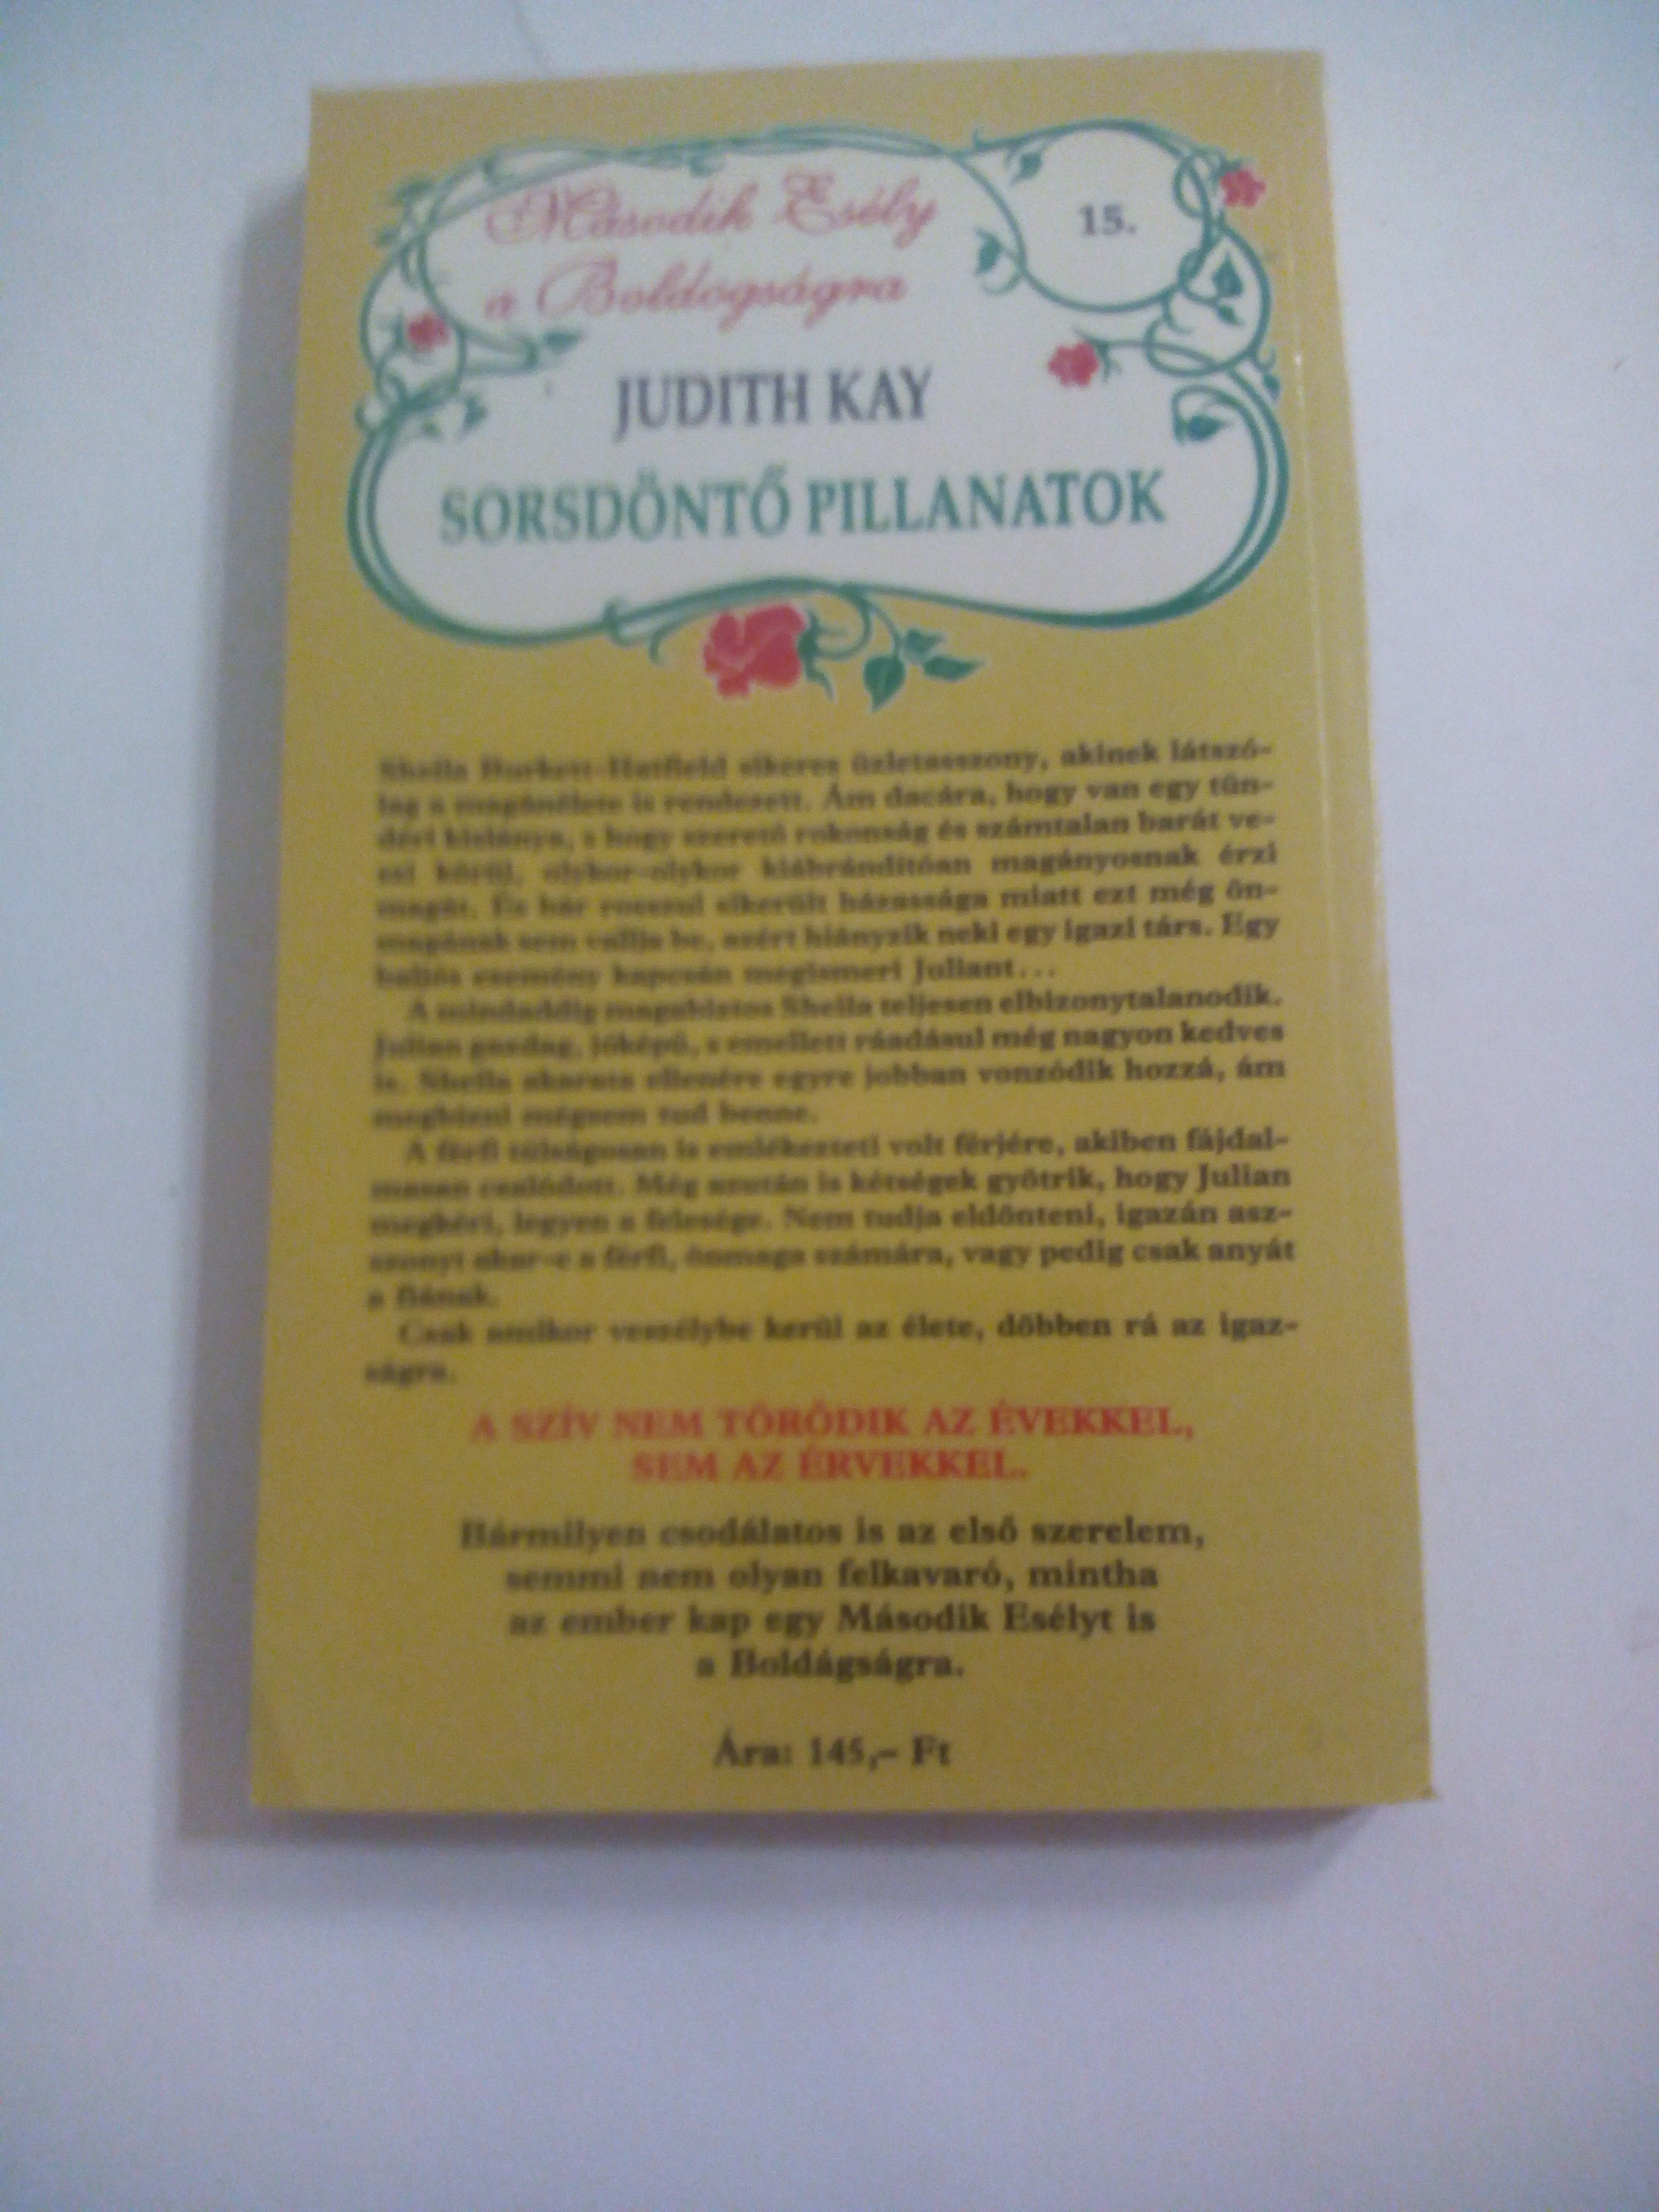 Második Esély
a Boldogságra
15.
JUDITH KAY
SORSDÖNTŐ PILLANATOK
Sheila sikeres üzletasszony, akinek látszó-
lag a magánélete is rendezett. Ám dacára, hogy van egy tün-
déri kislánya, s hogy szerető rokonság és számtalan barát ve-
szi körül, olykor-olykor kiábrándítóan magányosnak érzi
magát. És bár rosszul sikerült házassága miatt ezt még ön-
magának sem vallja be, azért hiányzik neki egy igazi társ. Egy
esemény kapcsán megismeri Juliant...
A mindaddig magabiztos Sheila teljesen elbizonytalanodik.
Julian gazdag, jóképű, s emellett ráadásul még nagyon kedves
is. Sheila akarata ellenére egyre jobban vonzódik hozzá, ám
megbízni mégsem tud benne.
A férfi túlságosan is emlékezteti volt férjére, akiben fájdal-
masan csalódott. Még azután is kétségek gyötrik, hogy Julian
megkéri, legyen a felesége. Nem tudja eldönteni, igazán asz-
szonyt akar-e a férfi, önmaga számára, vagy pedig csak anyát
a fiának.
Csak amikor veszélybe kerül az élete, döbben rá az igaz-
ságra.
A SZÍV NEM TÖRŐDIK AZ ÉVEKKEL,
SEM AZ ÉRVEKKEL.
Bármilyen csodálatos is az első szerelem,
semmi nem olyan felkavaró, mintha
az ember kap egy Második Esélyt is
a Boldágságra.
Ára: 145,- Ft